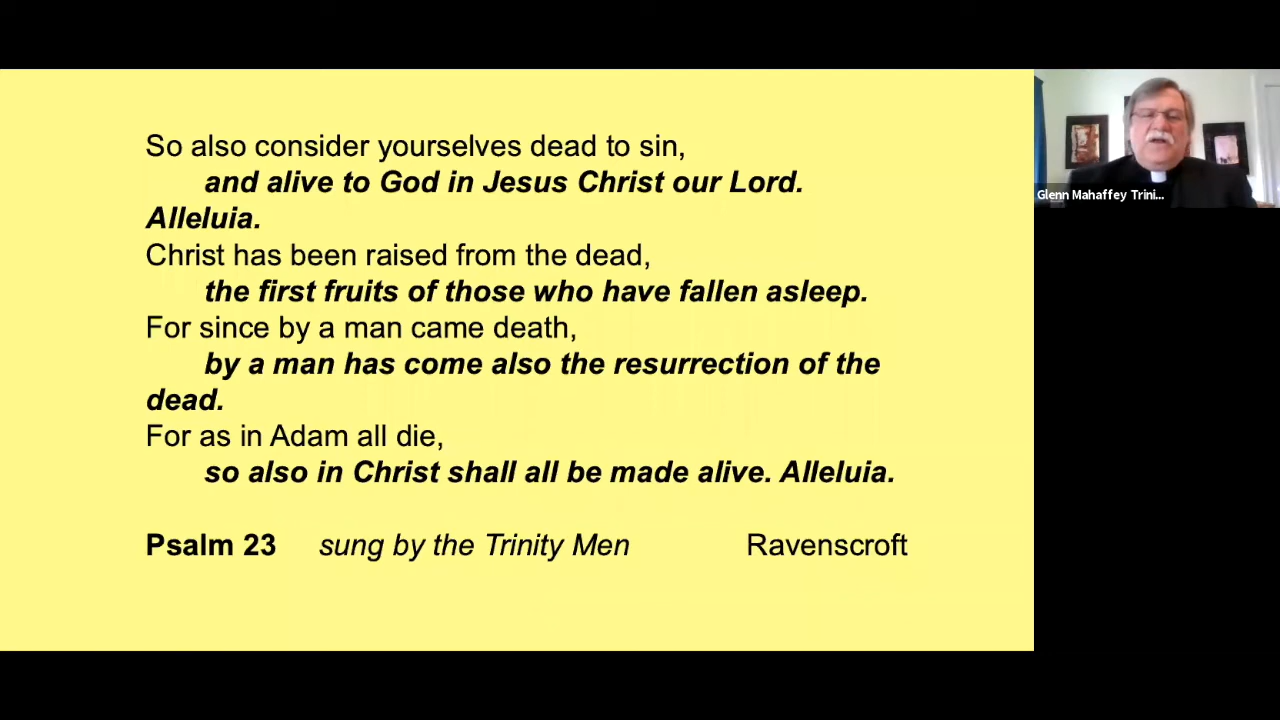 So also consider yourselves dead to sin,
and alive to God in Jesus Christ our Lord.
Alleluia.
Christ has been raised from the dead,
the first fruits of those who have fallen asleep.
For since by a man came death,
by a man has come also the resurrection of the
dead.
For as in Adam all die,
so also in Christ shall all be made alive. Alleluia.
Psalm 23 sung by the Trinity Men Ravenscroft
Glenn Mahaffey Trini...